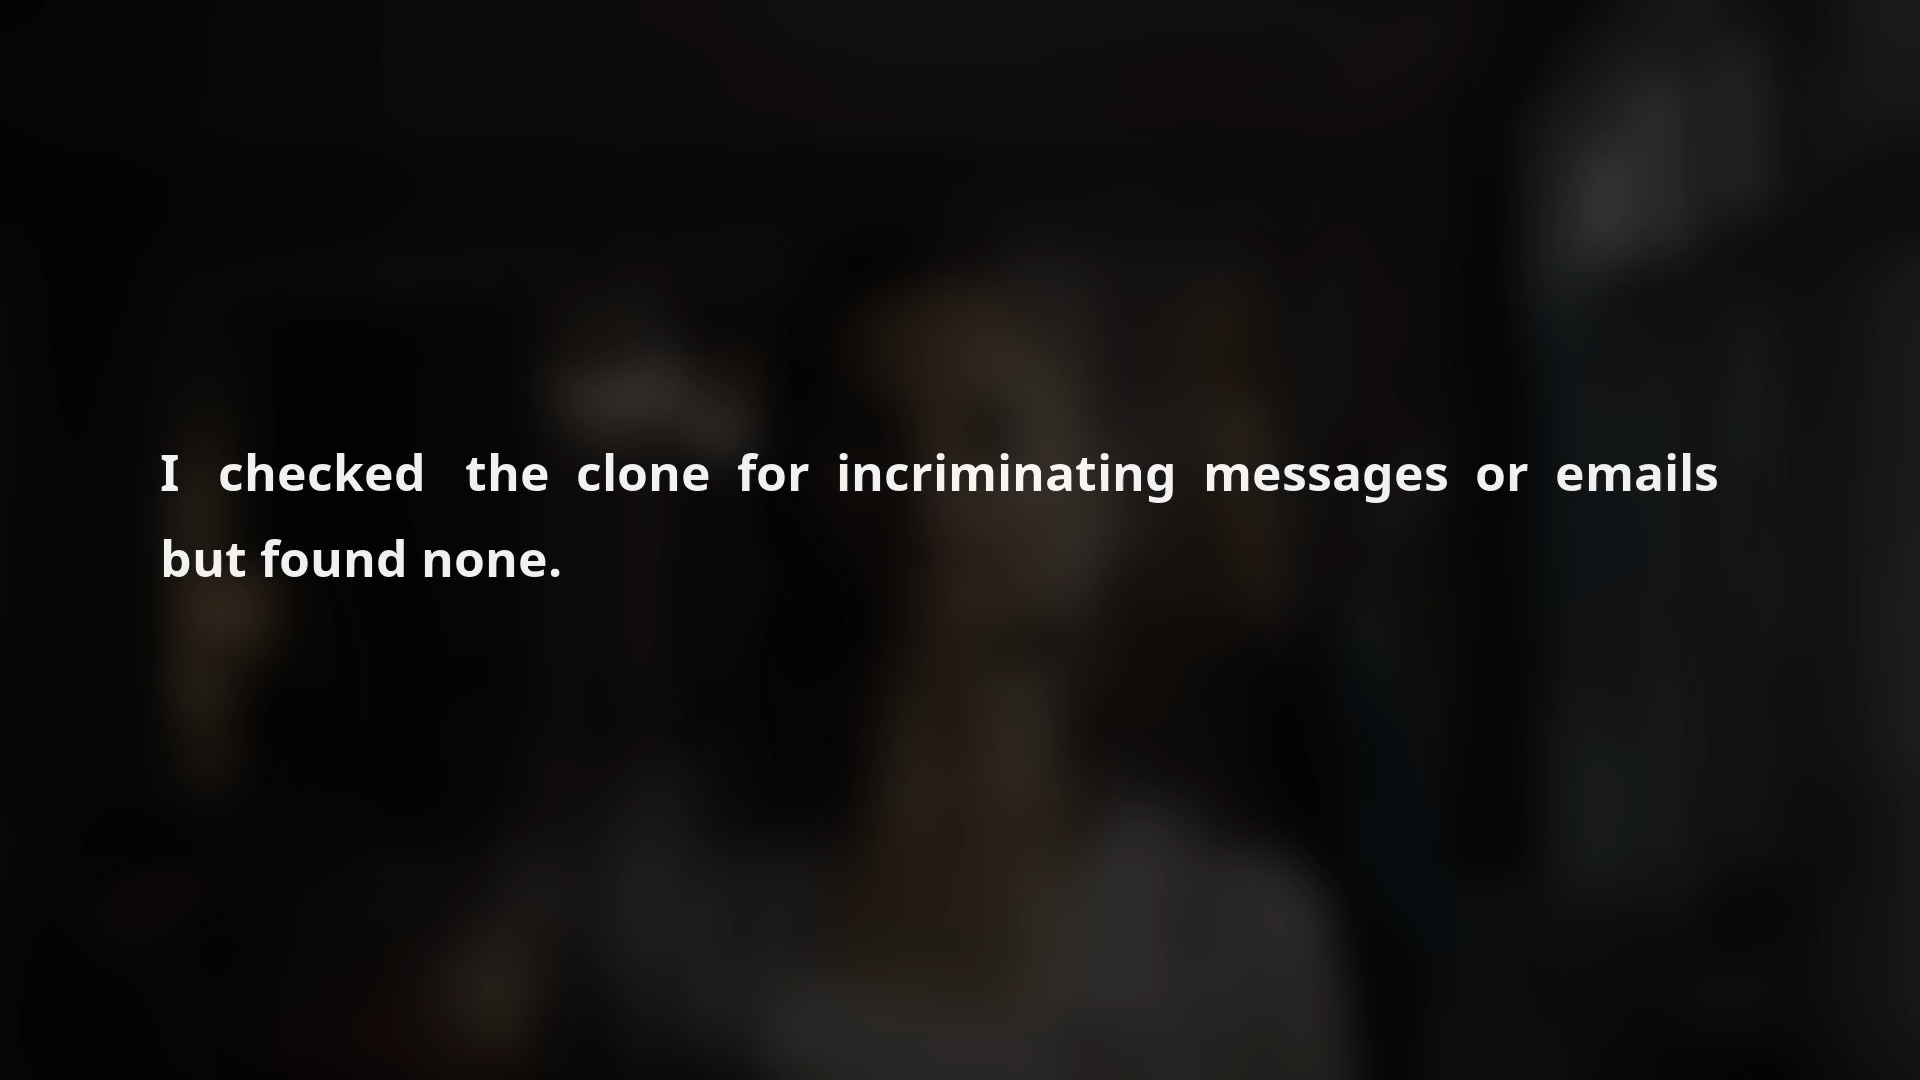 I checked the clone for incriminating messages or emails
but found none.